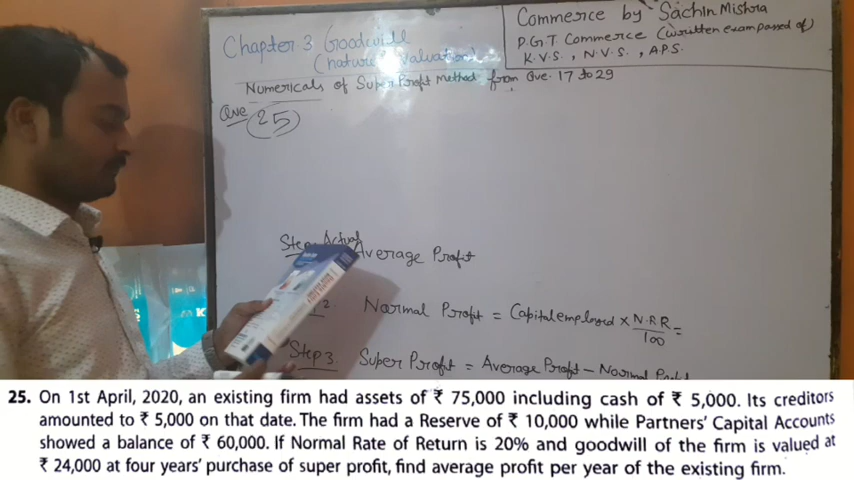 Commerce by Sachin Mishra
P.G.T Commerce (written exam passed of)
K.V.S., N.V.S., A.P.S.
Chapter 3 Goodwill
(nature & Valuation)
Numericals of Super Profit Method from Que. 17 to 29
Que 25
Step Actual Average Profit
2. Normal Profit = Capital employed × N.R.R / 100 =
Step 3. Super Profit = Average Profit - Normal Profit
25. On 1st April, 2020, an existing firm had assets of ₹ 75,000 including cash of ₹ 5,000. Its creditors
amounted to ₹ 5,000 on that date. The firm had a Reserve of ₹ 10,000 while Partners' Capital Accounts
showed a balance of ₹ 60,000. If Normal Rate of Return is 20% and goodwill of the firm is valued at
₹ 24,000 at four years' purchase of super profit, find average profit per year of the existing firm.